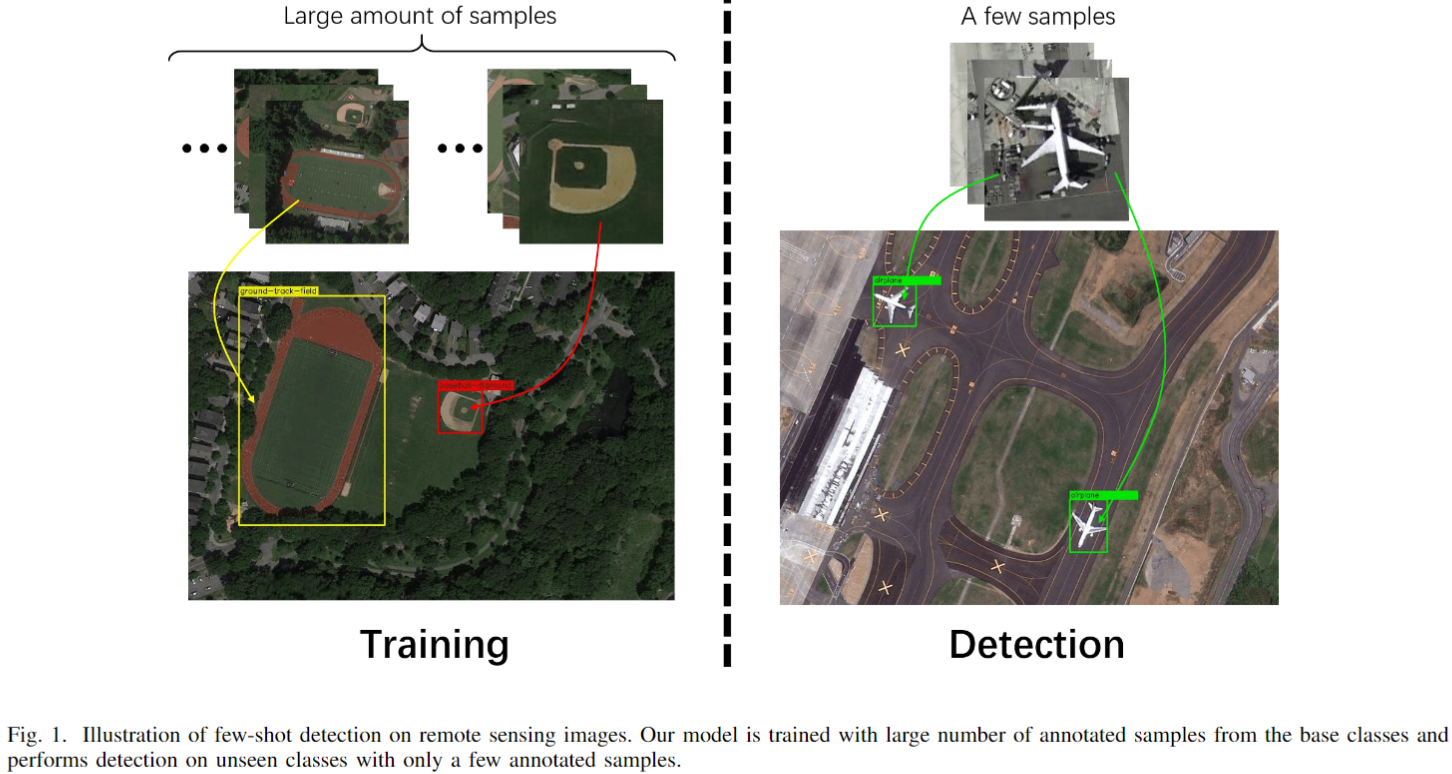 Large amount of samples
A few samples
ground-track-field
baseball-diamond
airplane
airplane
Training
Detection
Fig. 1. Illustration of few-shot detection on remote sensing images. Our model is trained with large number of annotated samples from the base classes and
performs detection on unseen classes with only a few annotated samples.